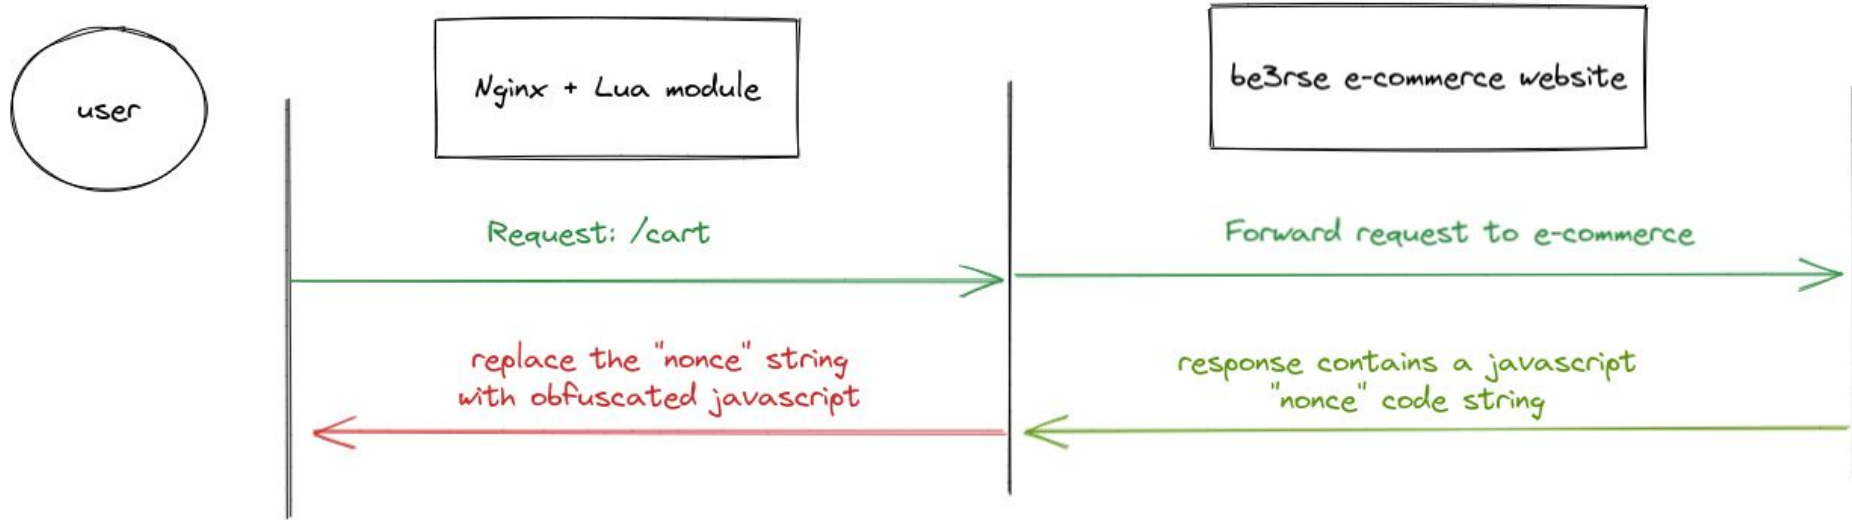 user
Nginx + Lua module
be3rse e-commerce website
Request: /cart
Forward request to e-commerce
replace the "nonce" string
with obfuscated javascript
response contains a javascript
"nonce" code string